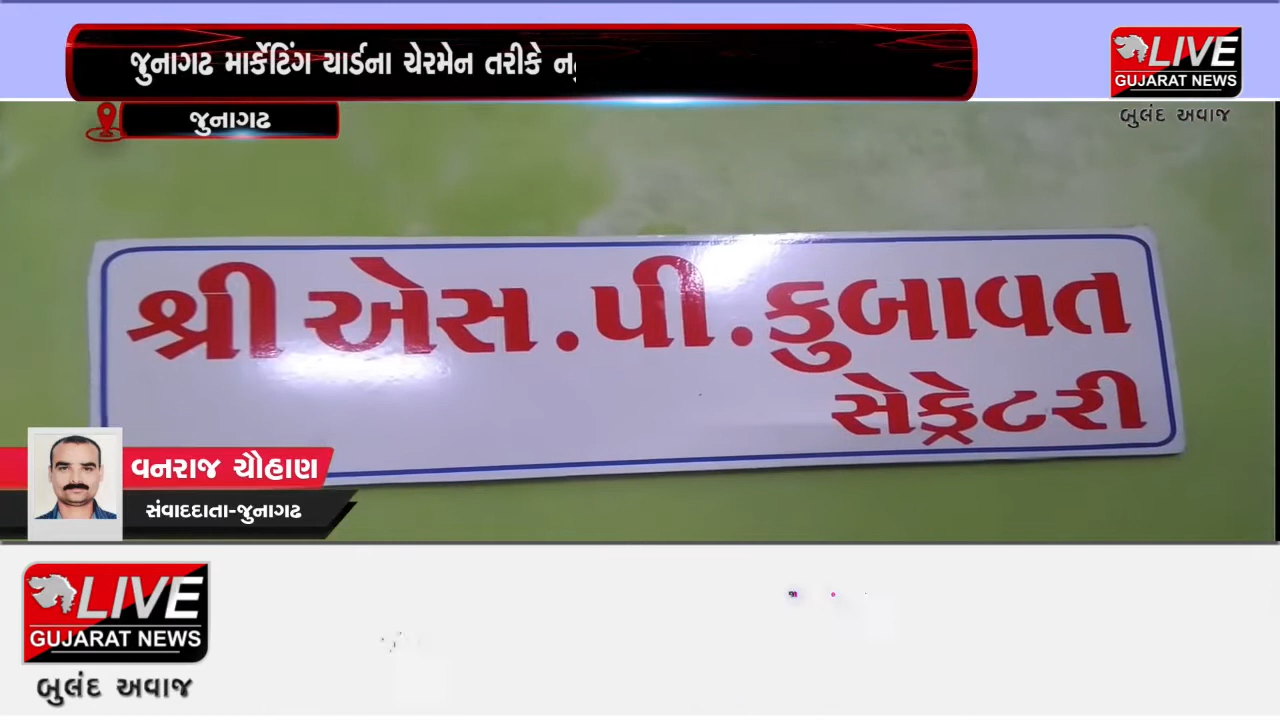 જુનાગઢ માર્કેટિંગ યાર્ડના ચેરમેન તરીકે
LIVE
GUJARAT NEWS
બુલંદ અવાજ
જુનાગઢ
શ્રી એસ.પી.કુબાવત
સેક્રેટરી
વનરાજ ચૌહાણ
સંવાદદાતા-જુનાગઢ
LIVE
GUJARAT NEWS
બુલંદ અવાજ